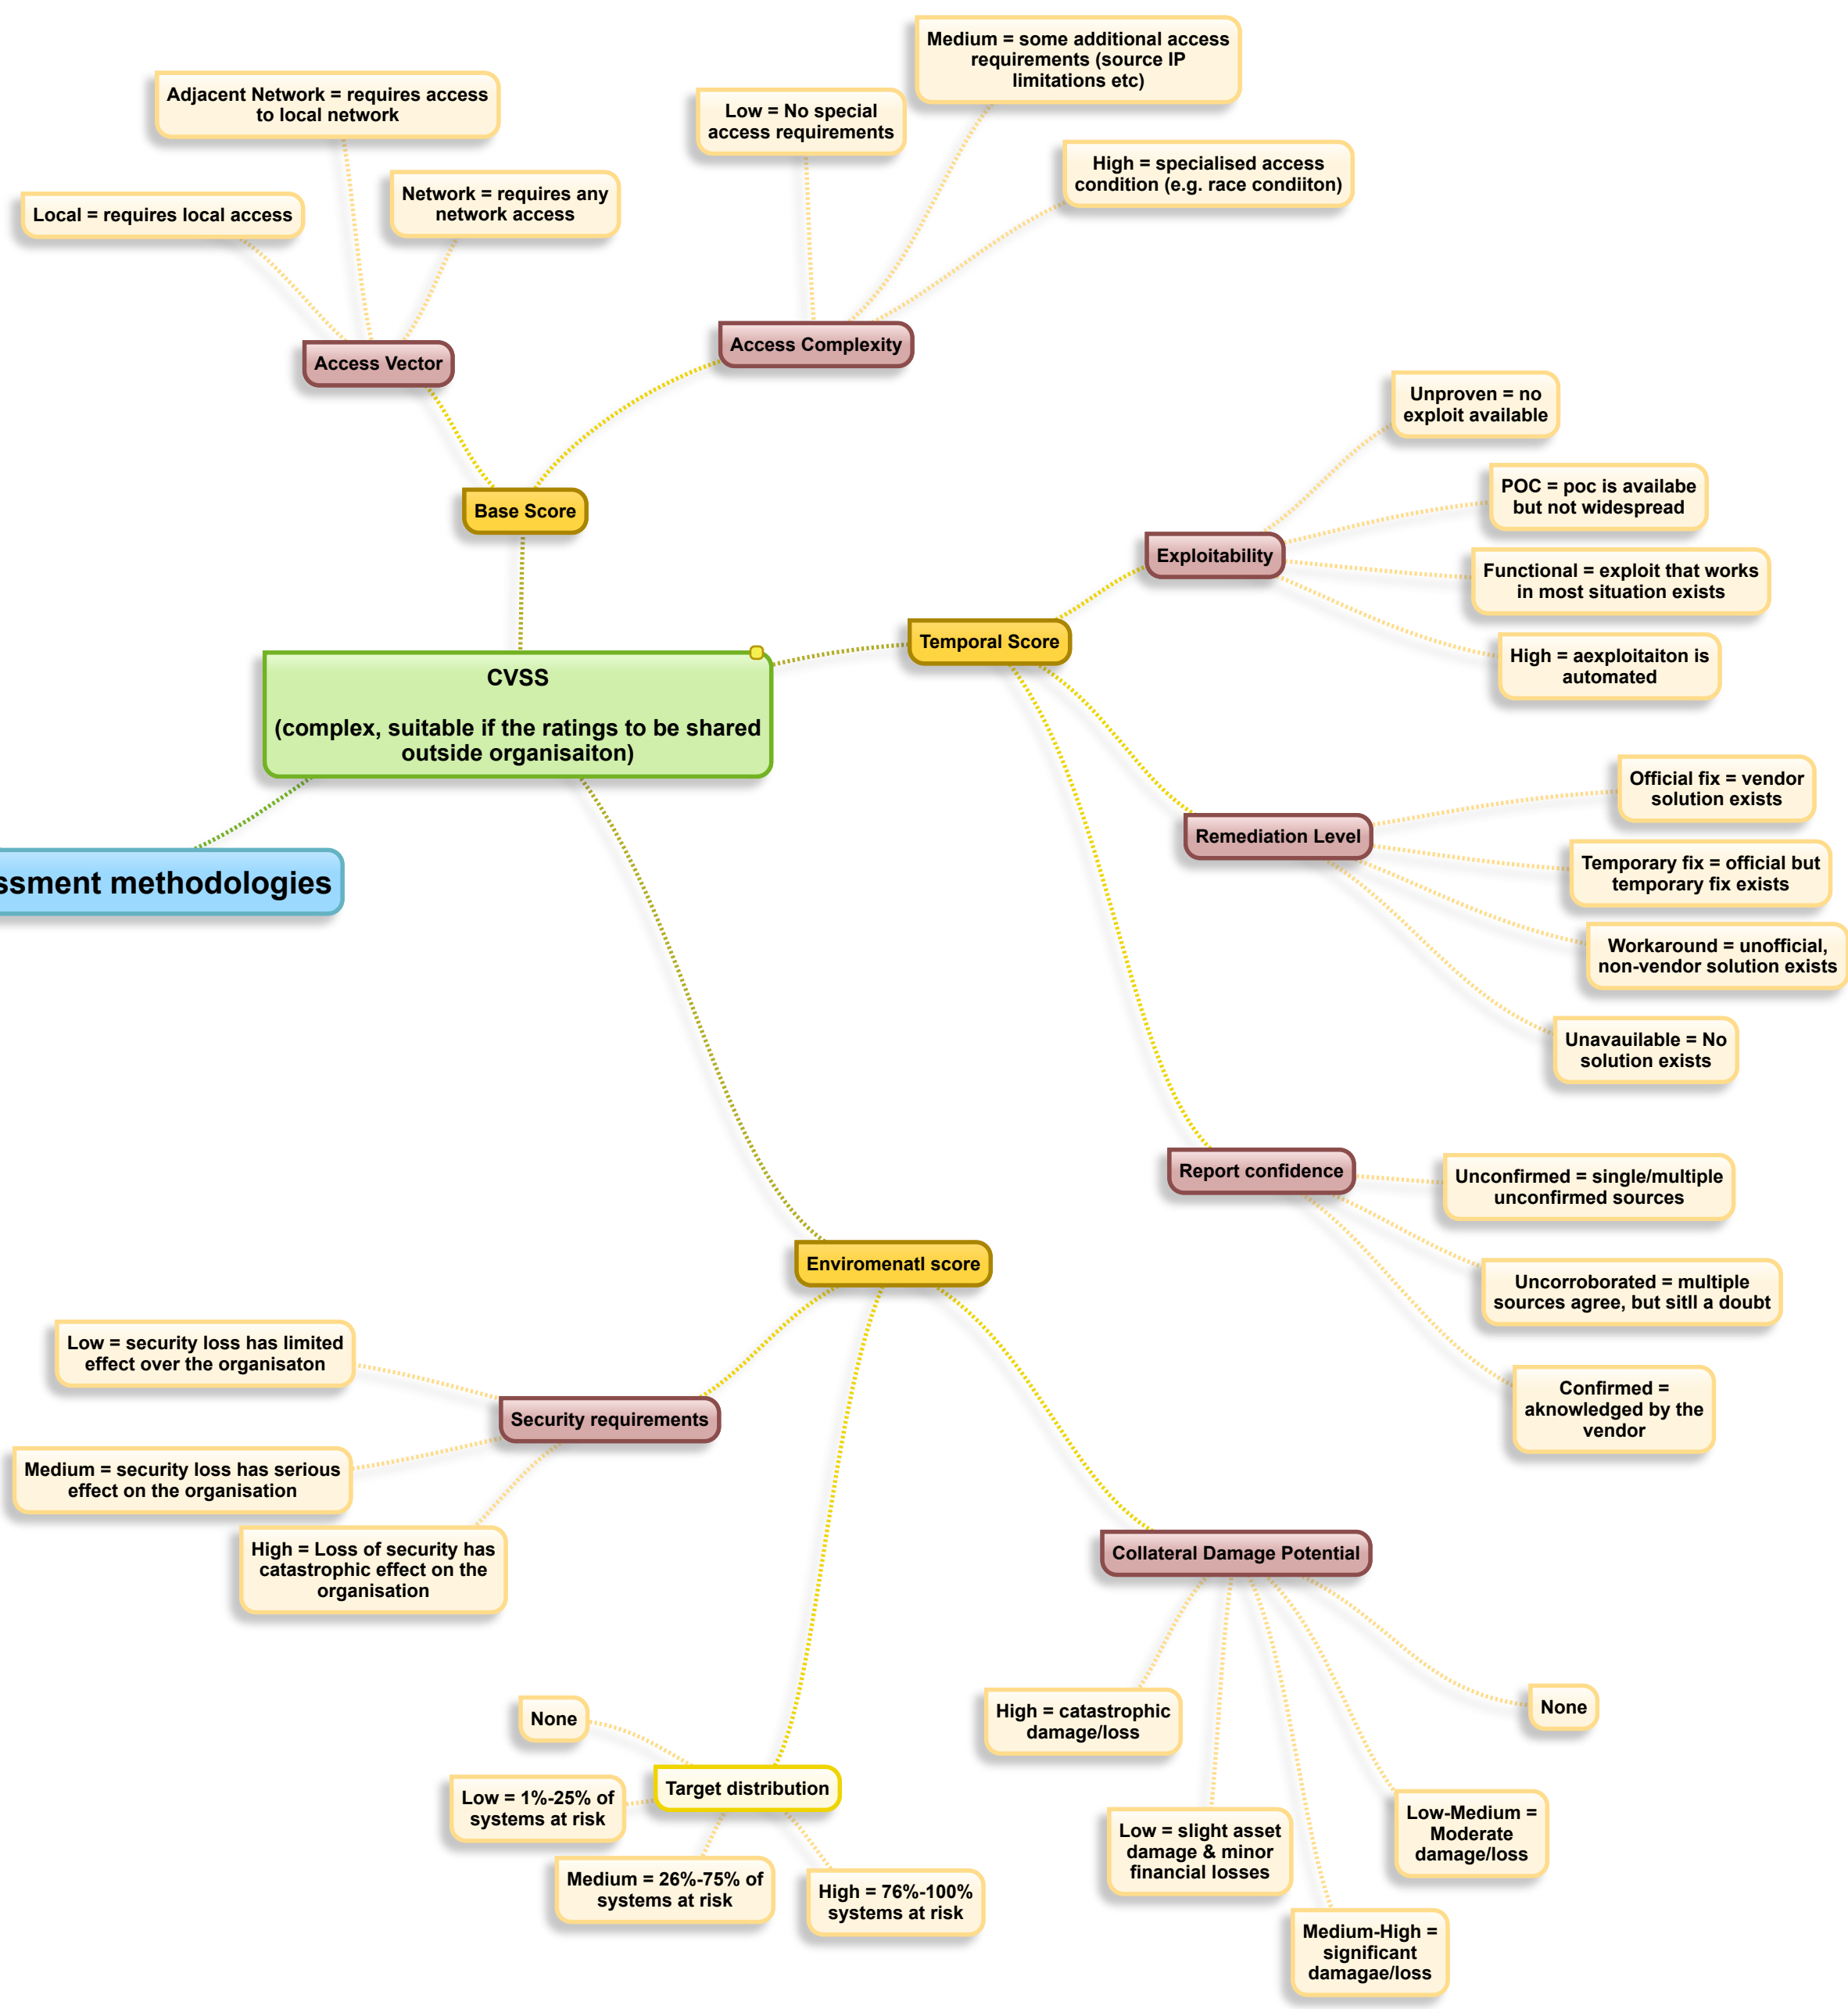 Medium = some additional access
requirements (source IP
limitations etc)
Adjacent Network = requires access
to local network
Low = No special
access requirements
High = specialised access
condition (e.g. race condiiton)
Network = requires any
network access
Local = requires local access
Access Complexity
Access Vector
Unproven = no
exploit available
Base Score
POC = poc is availabe
but not widespread
Exploitability
Functional = exploit that works
in most situation exists
Temporal Score
High = aexploitaiton is
automated
CVSS
(complex, suitable if the ratings to be shared
outside organisaiton)
Official fix = vendor
solution exists
Remediation Level
Temporary fix = official but
temporary fix exists
ssment methodologies
Workaround = unofficial,
non-vendor solution exists
Unavauilable = No
solution exists
Report confidence
Unconfirmed = single/multiple
unconfirmed sources
Enviromenatl score
Uncorroborated = multiple
sources agree, but sitll a doubt
Low = security loss has limited
effect over the organisaton
Confirmed =
aknowledged by the
vendor
Security requirements
Medium = security loss has serious
effect on the organisation
High = Loss of security has
catastrophic effect on the
organisation
Collateral Damage Potential
None
High = catastrophic
damage/loss
None
Target distribution
Low = 1%-25% of
systems at risk
Low-Medium =
Moderate
damage/loss
Low = slight asset
damage & minor
financial losses
Medium = 26%-75% of
systems at risk
High = 76%-100%
systems at risk
Medium-High =
significant
damagae/loss